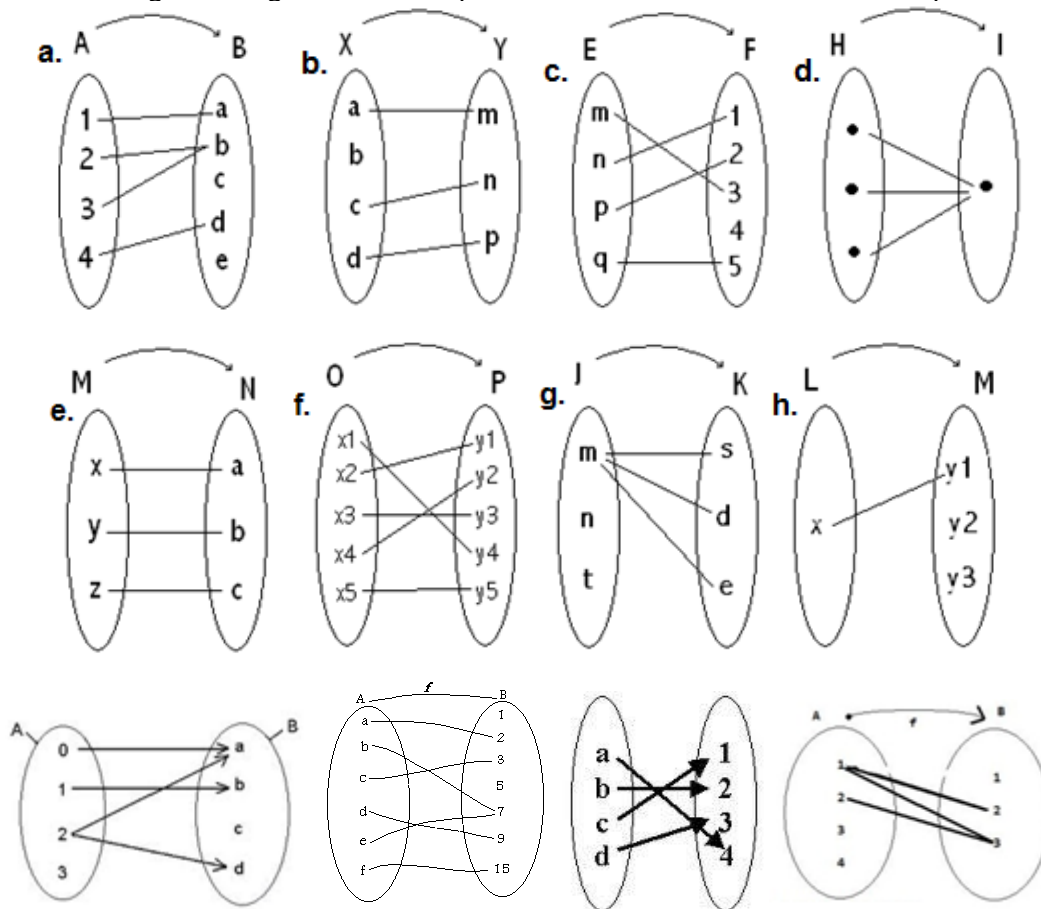 a. A B
1 a
2 b
3 c
4 d
e
b. X Y
a m
b
c n
d p
c. E F
m 1
n 2
p 3
q 4
5
d. H I
e. M N
x a
y b
z c
f. O P
x1 y1
x2 y2
x3 y3
x4 y4
x5 y5
g. J K
m s
n d
t e
h. L M
x y1
y2
y3
A B
0 a
1 b
2 c
3 d
A f B
a 1
b 2
c 3
d 5
e 7
f 9
15
a 1
b 2
c 3
d 4
A f B
1 1
2 2
3 3
4